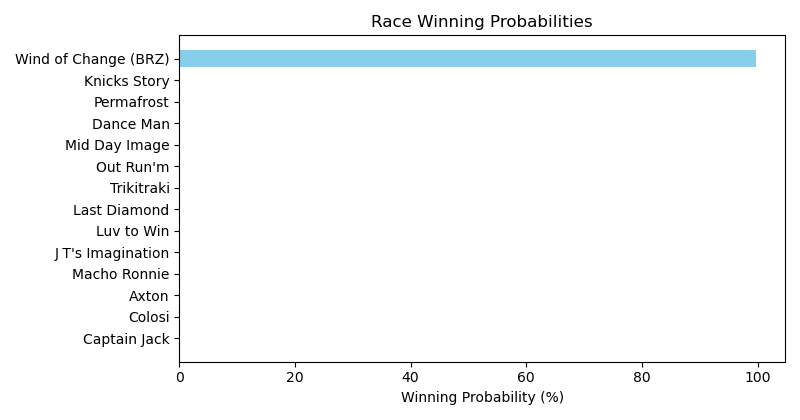 Race Winning Probabilities
Wind of Change (BRZ)
Knicks Story
Permafrost
Dance Man
Mid Day Image
Out Run'm
Trikitraki
Last Diamond
Luv to Win
J T's Imagination
Macho Ronnie
Axton
Colosi
Captain Jack
0 20 40 60 80 100
Winning Probability (%)